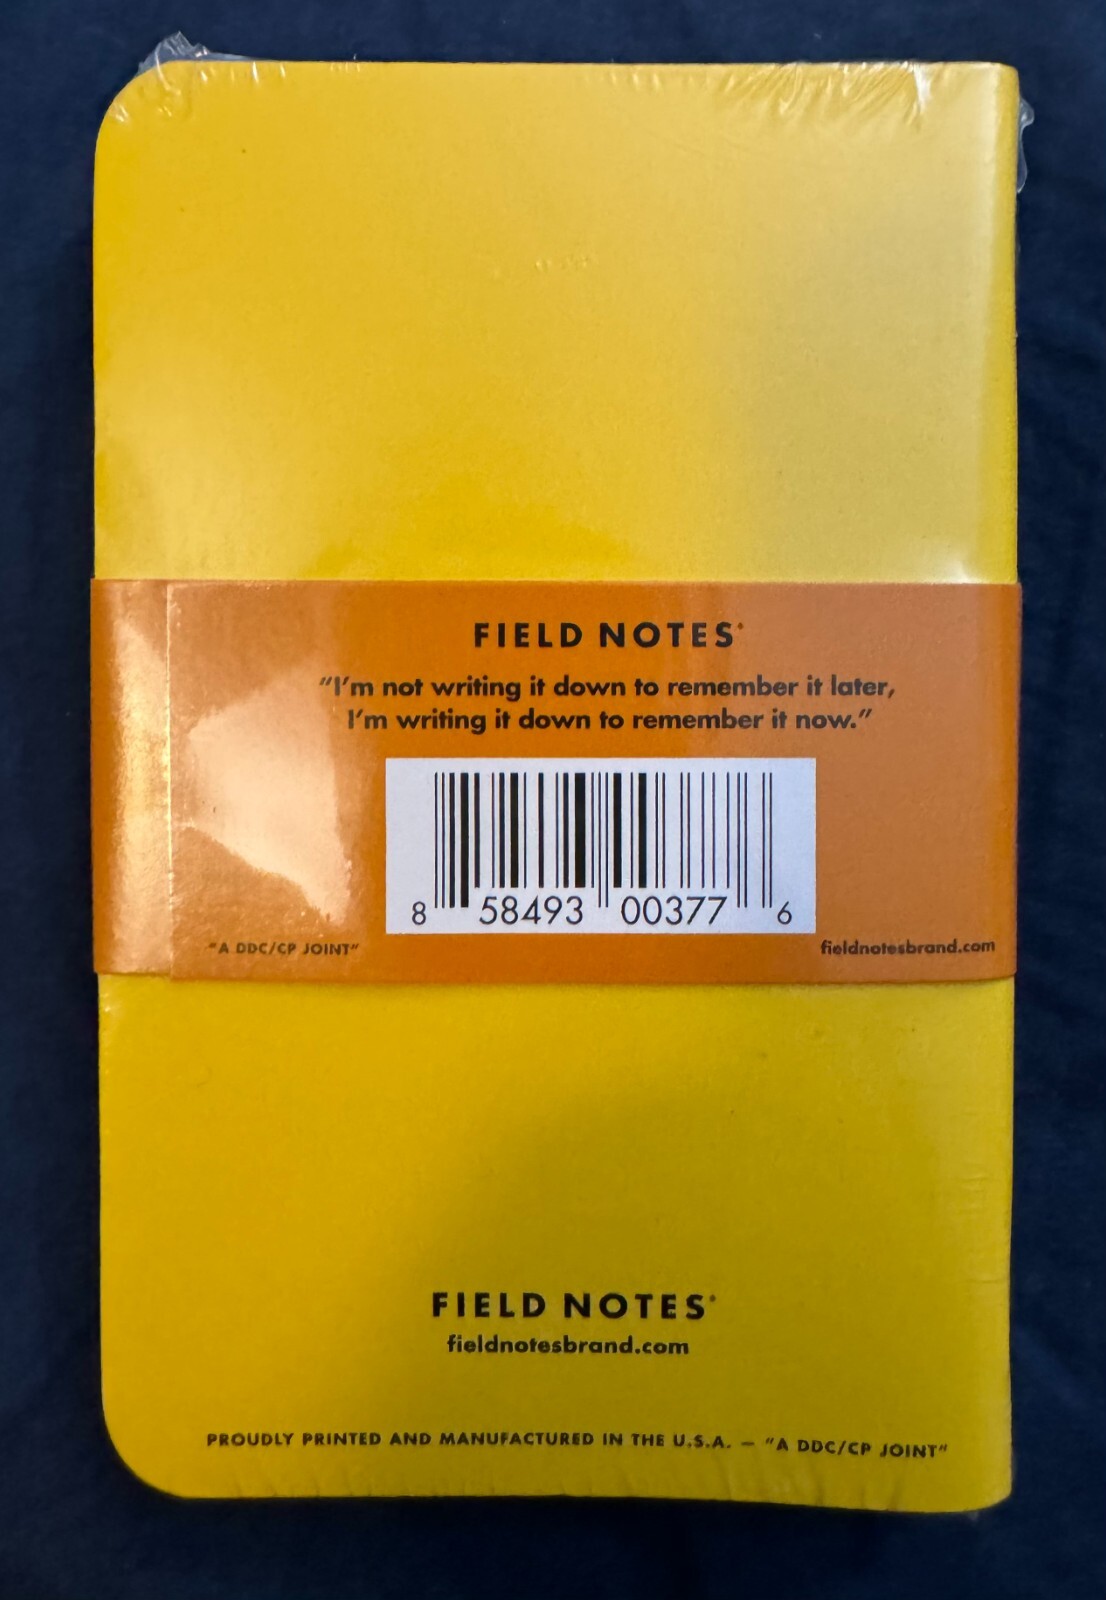 FIELD NOTES
“I’m not writing it down to remember it later,
I’m writing it down to remember it now.”
8 58493 00377 6
“A DDC/CP JOINT” fieldnotesbrand.com
FIELD NOTES
fieldnotesbrand.com
PROUDLY PRINTED AND MANUFACTURED IN THE U.S.A. — “A DDC/CP JOINT”